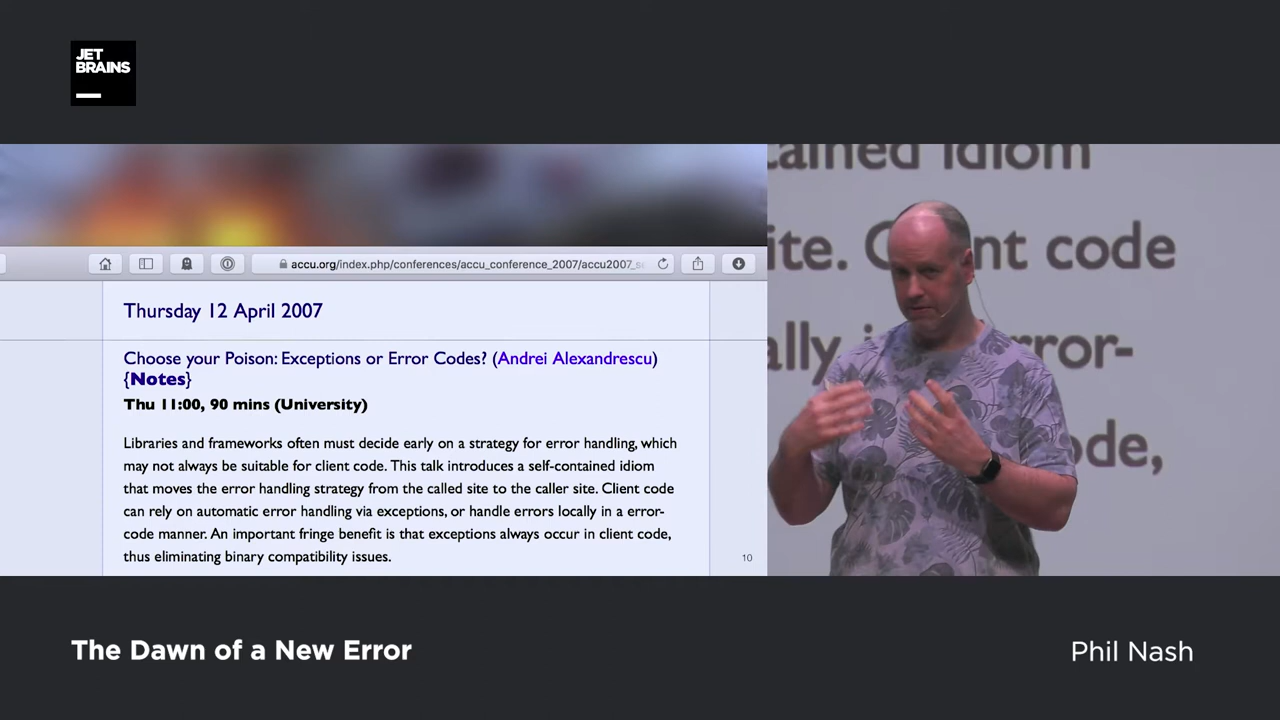 JET
BRAINS
accu.org/index.php/conferences/accu_conference_2007/accu2007_s
Thursday 12 April 2007
Choose your Poison: Exceptions or Error Codes? (Andrei Alexandrescu)
{Notes}
Thu 11:00, 90 mins (University)
Libraries and frameworks often must decide early on a strategy for error handling, which
may not always be suitable for client code. This talk introduces a self-contained idiom
that moves the error handling strategy from the called site to the caller site. Client code
can rely on automatic error handling via exceptions, or handle errors locally in a error-
code manner. An important fringe benefit is that exceptions always occur in client code,
thus eliminating binary compatibility issues.
10
tained idiom
ite. C nt code
ally i rror-
ode,
The Dawn of a New Error
Phil Nash